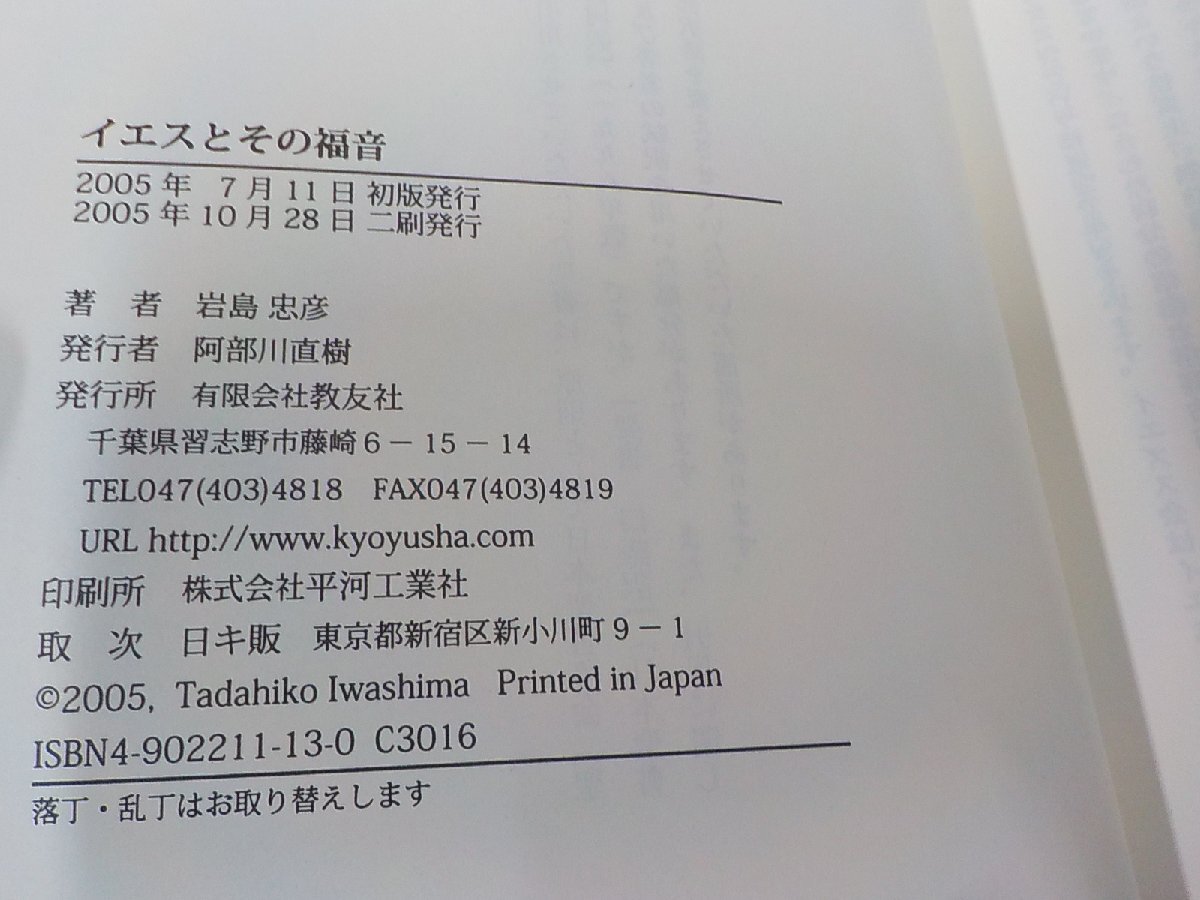 イエスとその福音
2005年 7月11日 初版発行
2005年10月28日 二刷発行
著 者 岩島 忠彦
発行者 阿部川直樹
発行所 有限会社教友社
千葉県習志野市藤崎6－15－14
TEL047(403)4818 FAX047(403)4819
URL http://www.kyoyusha.com
印刷所 株式会社平河工業社
取 次 日キ販 東京都新宿区新小川町9－1
©2005, Tadahiko Iwashima Printed in Japan
ISBN4-902211-13-0 C3016
落丁・乱丁はお取り替えします